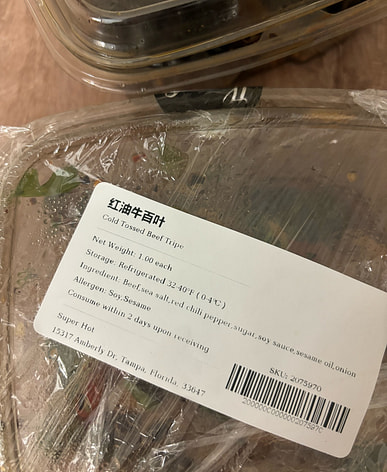 红油牛百叶
Cold Tossed Beef Tripe
Net Weight: 1.00 each
Storage: Refrigerated 32-40°F ( 0-4°C )
Ingredient: Beef,sea salt,red chili pepper,sugar,soy sauce,sesame oil,onion
Allergen: Soy,Sesame
Consume within 2 days upon receiving
Super Hot
15317 Amberly Dr, Tampa, Florida, 33647
SKU: 2075970